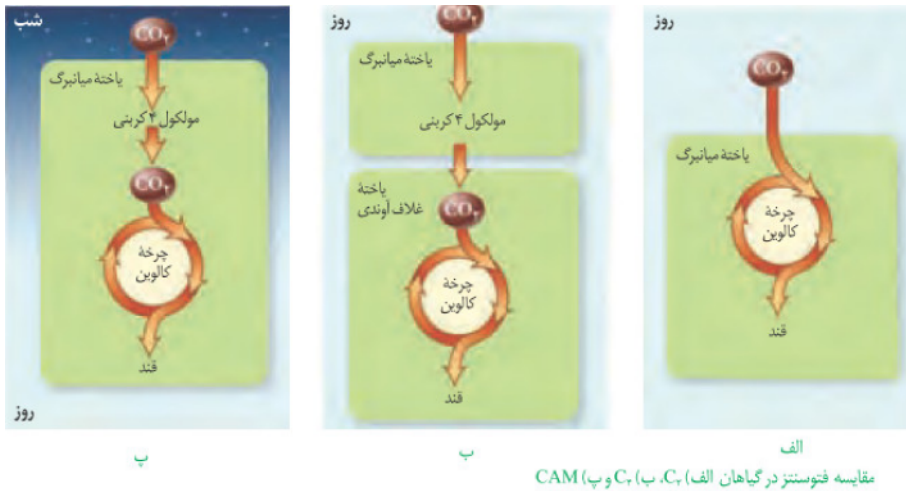 روز
CO۲
یاختهٔ میانبرگ
چرخهٔ
کالوین
قند
الف
روز
CO۲
یاختهٔ میانبرگ
مولکول ۴ کربنی
یاختهٔ
غلاف آوندی
CO۲
چرخهٔ
کالوین
قند
ب
شب
CO۲
یاختهٔ میانبرگ
مولکول ۴ کربنی
CO۲
چرخهٔ
کالوین
قند
روز
پ
مقایسه فتوسنتز در گیاهان الف) C۳، ب) C۴ و پ) CAM